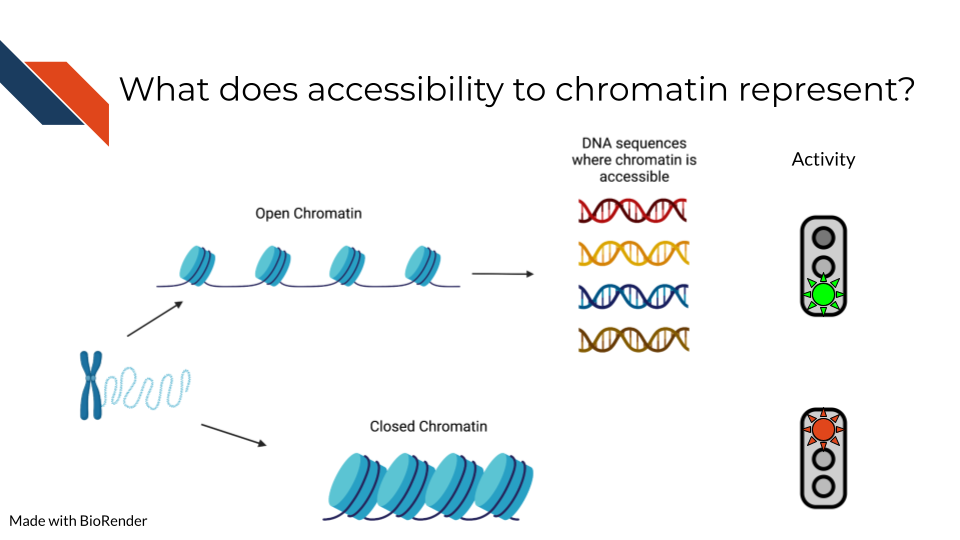 What does accessibility to chromatin represent?
DNA sequences
where chromatin is
accessible
Activity
Open Chromatin
Closed Chromatin
Made with BioRender